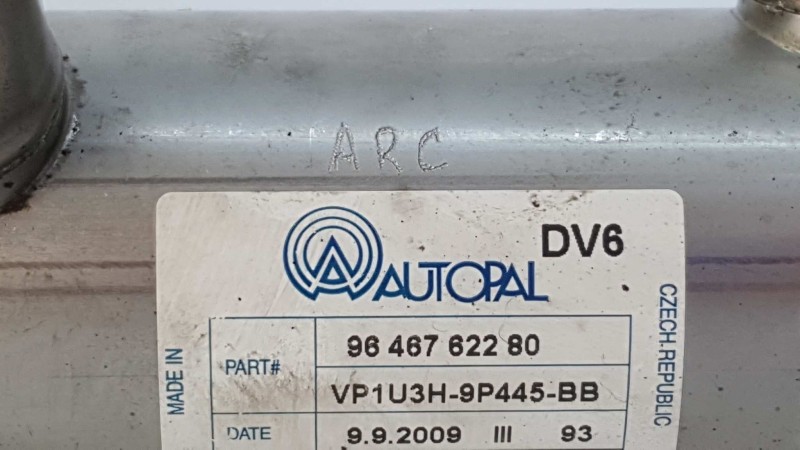 ARC
DV6
AUTOPAL
MADE IN
CZECH.REPUBLIC
PART# 96 467 622 80
VP1U3H-9P445-BB
DATE 9.9.2009 III 93